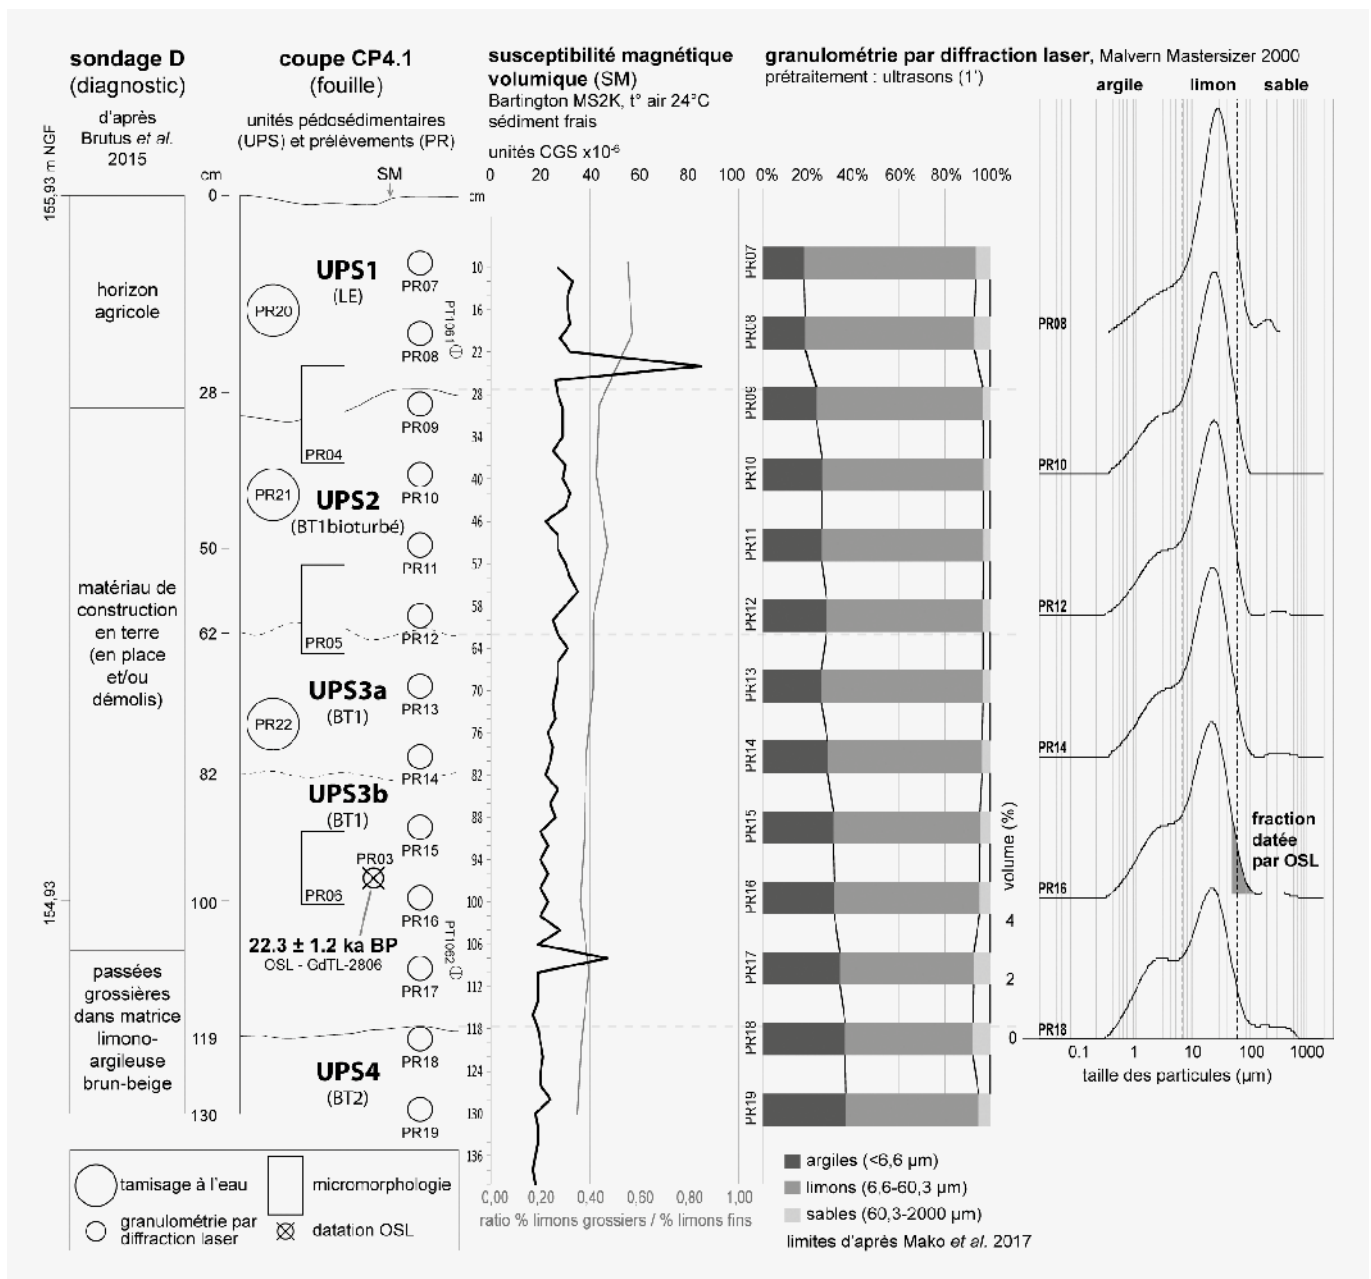 sondage D
(diagnostic)
d'après
Brutus et al.
2015
155,93 m NGF
154,93
horizon
agricole
matériau de
construction
en terre
(en place
et/ou
démolis)
passées
grossières
dans matrice
limono-
argileuse
brun-beige
coupe CP4.1
(fouille)
unités pédosédimentaires
(UPS) et prélévements (PR)
cm
SM
0
28
50
62
82
100
119
130
UPS1
(LE)
PR20
PR07
PR08
PT1061
PR09
PR04
PR21
PR10
UPS2
(BT1bioturbé)
PR11
PR12
PR05
UPS3a
(BT1)
PR13
PR22
PR14
UPS3b
(BT1)
PR15
PR03
PR06
PR16
22.3 ± 1.2 ka BP
OSL - GdTL-2806
PT1062
PR17
PR18
UPS4
(BT2)
PR19
susceptibilité magnétique
volumique (SM)
Bartington MS2K, t° air 24°C
sédiment frais
unités CGS x10-6
0 20 40 60 80 100
cm
10
16
22
28
34
40
46
52
58
64
70
76
82
88
94
100
106
112
118
124
130
136
0,00 0,20 0,40 0,60 0,80 1,00
ratio % limons grossiers / % limons fins
granulométrie par diffraction laser, Malvern Mastersizer 2000
prétraitement : ultrasons (1')
0% 20% 40% 60% 80% 100%
PR07
PR08
PR09
PR10
PR11
PR12
PR13
PR14
PR15
PR16
PR17
PR18
PR19
argiles (<6,6 µm)
limons (6,6-60,3 µm)
sables (60,3-2000 µm)
limites d'après Mako et al. 2017
argile limon sable
PR08
PR10
PR12
PR14
PR16
PR18
fraction
datée
par OSL
volume (%)
4
2
0
0.1 1 10 100 1000
taille des particules (µm)
tamisage à l'eau
micromorphologie
granulométrie par
diffraction laser
datation OSL